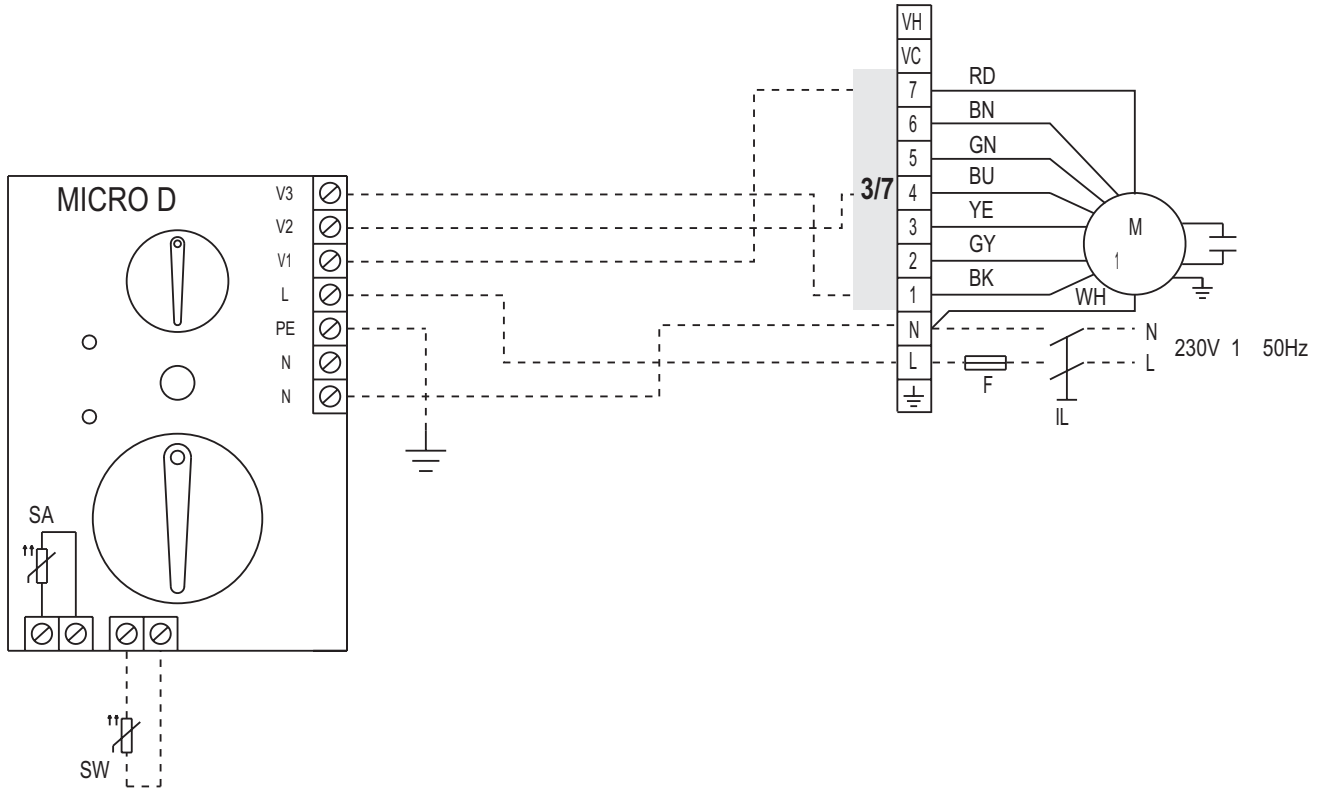 MICRO D
V3
V2
V1
L
PE
N
N
SA
SW
VH
VC
7
6
5
4
3
2
1
N
L
3/7
RD
BN
GN
BU
YE
GY
BK
WH
M
1
N
L
230V 1 50Hz
F
IL